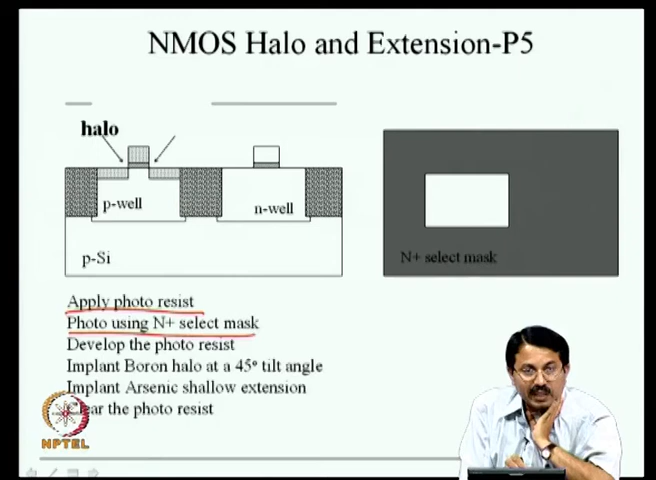 NMOS Halo and Extension-P5
halo
p-well
n-well
p-Si
N+ select mask
Apply photo resist
Photo using N+ select mask
Develop the photo resist
Implant Boron halo at a 45° tilt angle
Implant Arsenic shallow extension
Clear the photo resist
NPTEL